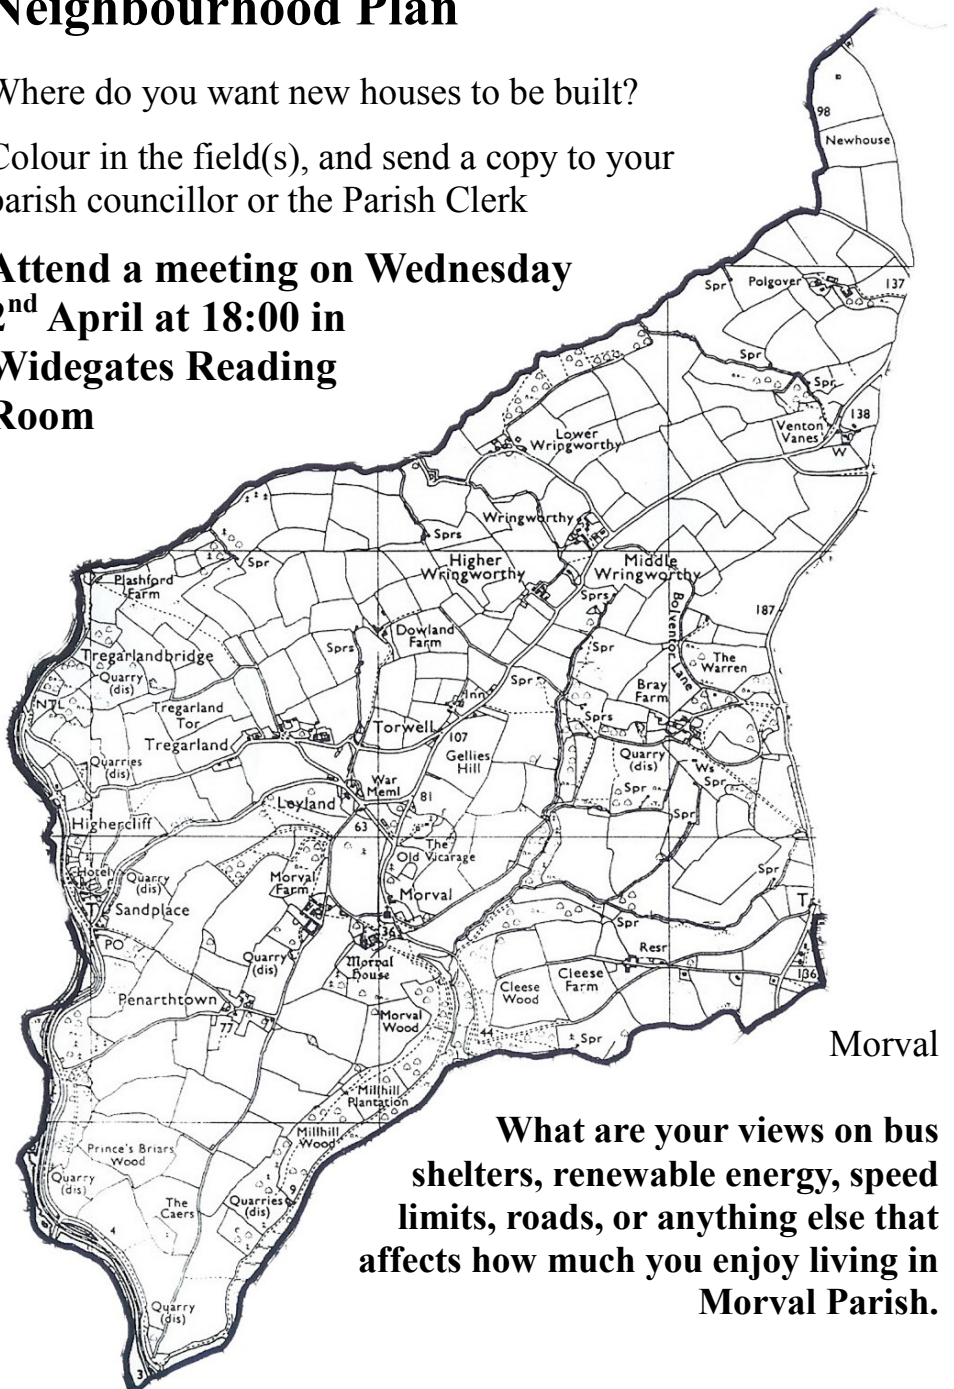 Neighbourhood Plan
Where do you want new houses to be built?
Colour in the field(s), and send a copy to your
parish councillor or the Parish Clerk
Attend a meeting on Wednesday
2nd April at 18:00 in
Widegates Reading
Room
98
Newhouse
Spr
Polgover
137
Spr
Spr
138
Venton
Vanes
W
Lower
Wringworthy
Wringworthy
Sprs
Spr
Higher
Wringworthy
Middle
Wringworthy
Plashford
Farm
Sprs
Bolventor Lane
187
Dowland
Farm
Sprs
Spr
Tregarlandbridge
Quarry
(dis)
The
Warren
Bray
Farm
Spr
Inn
NTL
Tregarland
Tor
Sprs
Torwell
107
Tregarland
Gellies
Hill
Quarry
(dis)
Quarries
(dis)
Ws
Spr
War
Meml
Spr
Leyland
81
Spr
Highercliff
63
The
Old Vicarage
Hotel
Quarry
(dis)
Morval
Farm
Spr
Morval
T
Sandplace
T
Spr
36
PO
Quarry
(dis)
Morval
House
Resr
Cleese
Farm
136
Cleese
Wood
Penarthtown
77
Morval
Wood
44
Spr
Morval
Millhill
Plantation
Millhill
Wood
Prince's Briars
Wood
Quarry
(dis)
9
Quarries
(dis)
The
Caers
4
Quarry
(dis)
3
What are your views on bus
shelters, renewable energy, speed
limits, roads, or anything else that
affects how much you enjoy living in
Morval Parish.